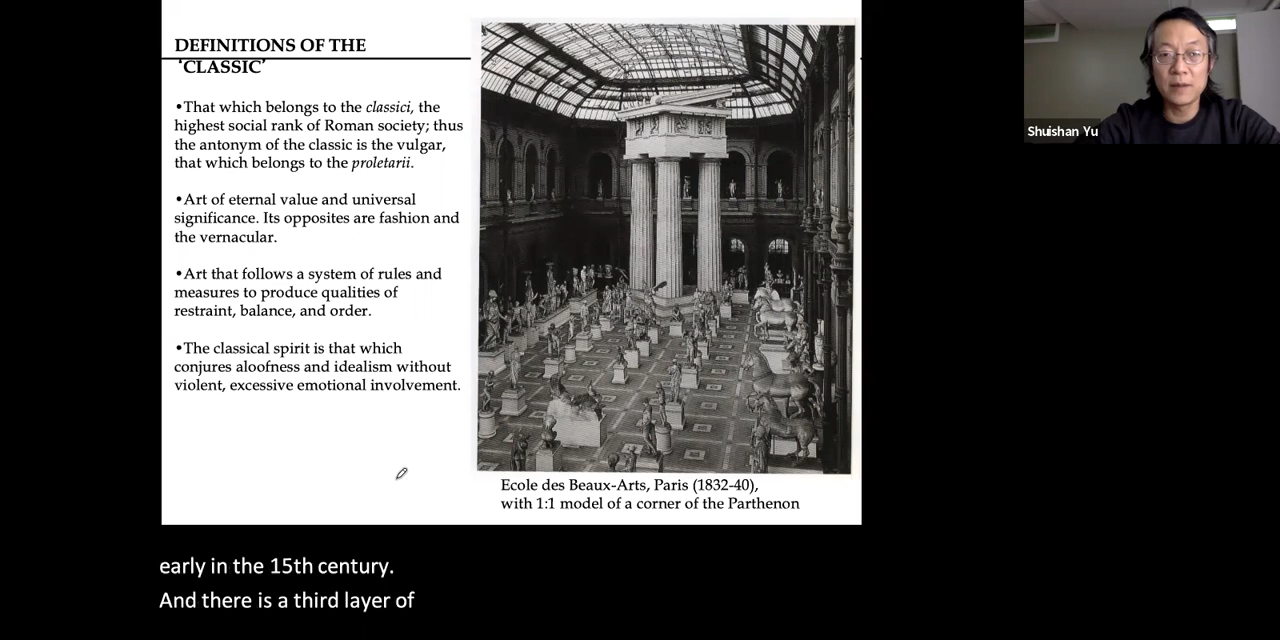 DEFINITIONS OF THE
‘CLASSIC’
•That which belongs to the classici, the
highest social rank of Roman society; thus
the antonym of the classic is the vulgar,
that which belongs to the proletarii.
•Art of eternal value and universal
significance. Its opposites are fashion and
the vernacular.
•Art that follows a system of rules and
measures to produce qualities of
restraint, balance, and order.
•The classical spirit is that which
conjures aloofness and idealism without
violent, excessive emotional involvement.
Ecole des Beaux-Arts, Paris (1832-40),
with 1:1 model of a corner of the Parthenon
Shuishan Yu
early in the 15th century.
And there is a third layer of